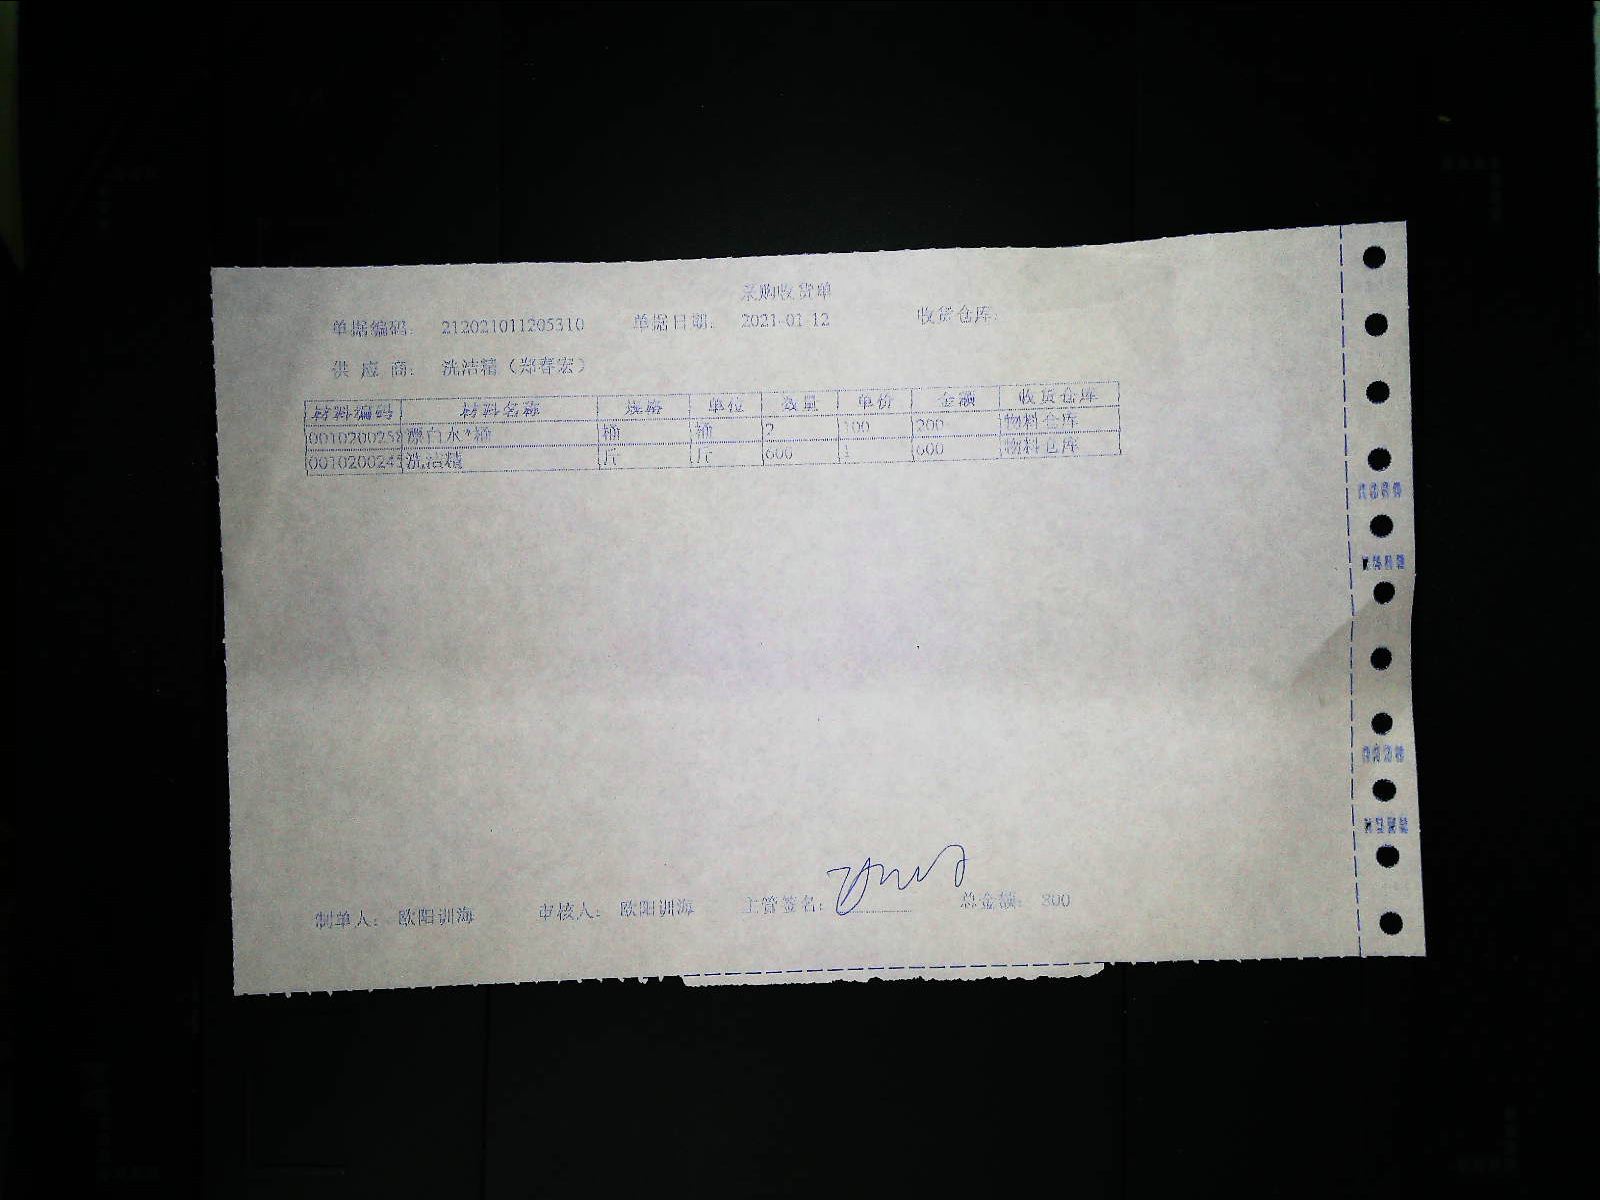 采购收货单
单据编码: 212021011205310 单据日期: 2021-01-12 收货仓库:
供 应 商: 洗洁精（郑春宏）
材料编码 材料名称 规格 单位 数量 单价 金额 收货仓库
0010200258 漂白水*桶 桶 桶 2 100 200 物料仓库
001020024 洗洁精 斤 斤 600 1 600 物料仓库
制单人: 欧阳训海 审核人: 欧阳训海 主管签名: 总金额: 800